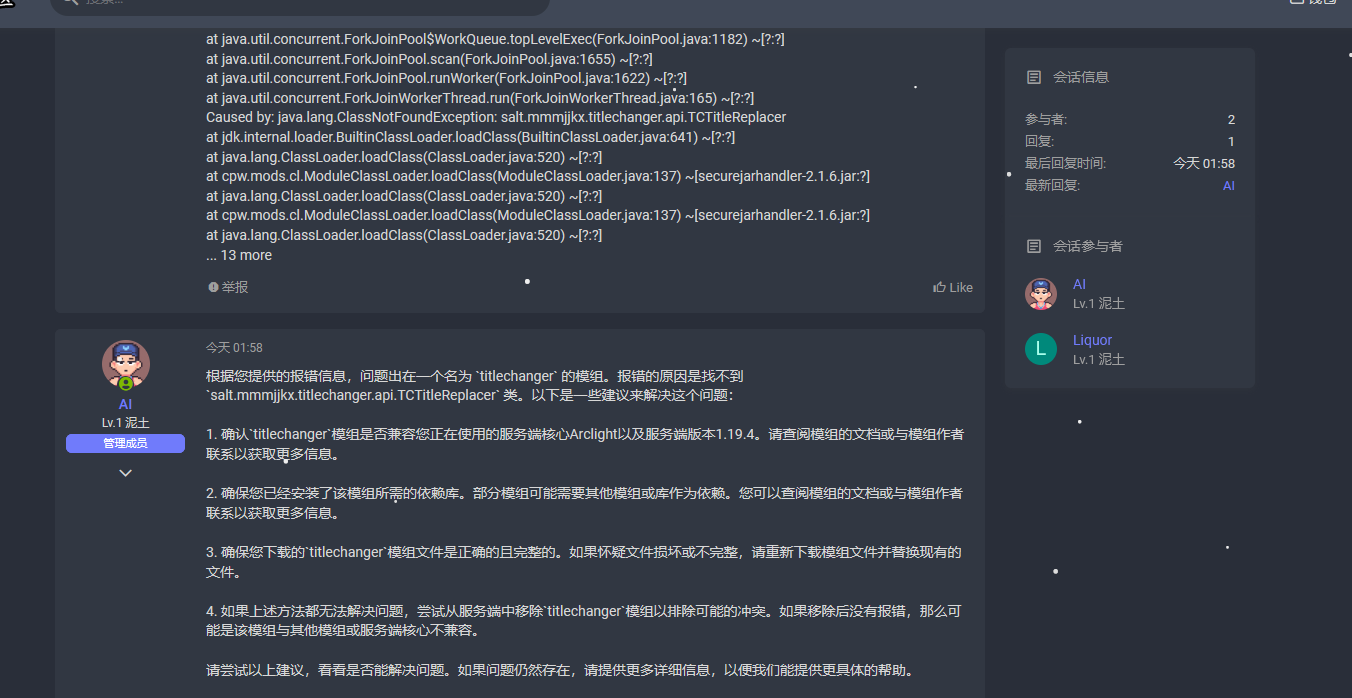 搜索...
钱包
at java.util.concurrent.ForkJoinPool$WorkQueue.topLevelExec(ForkJoinPool.java:1182) ~[?:?]
at java.util.concurrent.ForkJoinPool.scan(ForkJoinPool.java:1655) ~[?:?]
at java.util.concurrent.ForkJoinPool.runWorker(ForkJoinPool.java:1622) ~[?:?]
at java.util.concurrent.ForkJoinWorkerThread.run(ForkJoinWorkerThread.java:165) ~[?:?]
Caused by: java.lang.ClassNotFoundException: salt.mmmjjkx.titlechanger.api.TCTitleReplacer
at jdk.internal.loader.BuiltinClassLoader.loadClass(BuiltinClassLoader.java:641) ~[?:?]
at java.lang.ClassLoader.loadClass(ClassLoader.java:520) ~[?:?]
at cpw.mods.cl.ModuleClassLoader.loadClass(ModuleClassLoader.java:137) ~[securejarhandler-2.1.6.jar:?]
at java.lang.ClassLoader.loadClass(ClassLoader.java:520) ~[?:?]
at cpw.mods.cl.ModuleClassLoader.loadClass(ModuleClassLoader.java:137) ~[securejarhandler-2.1.6.jar:?]
at java.lang.ClassLoader.loadClass(ClassLoader.java:520) ~[?:?]
... 13 more
举报
Like
AI
Lv.1 泥土
管理成员
今天 01:58
根据您提供的报错信息，问题出在一个名为 `titlechanger` 的模组。报错的原因是找不到
`salt.mmmjjkx.titlechanger.api.TCTitleReplacer` 类。以下是一些建议来解决这个问题：
1. 确认`titlechanger`模组是否兼容您正在使用的服务端核心Arclight以及服务端版本1.19.4。请查阅模组的文档或与模组作者
联系以获取更多信息。
2. 确保您已经安装了该模组所需的依赖库。部分模组可能需要其他模组或库作为依赖。您可以查阅模组的文档或与模组作者
联系以获取更多信息。
3. 确保您下载的`titlechanger`模组文件是正确的且完整的。如果怀疑文件损坏或不完整，请重新下载模组文件并替换现有的
文件。
4. 如果上述方法都无法解决问题，尝试从服务端中移除`titlechanger`模组以排除可能的冲突。如果移除后没有报错，那么可
能是该模组与其他模组或服务端核心不兼容。
请尝试以上建议，看看是否能解决问题。如果问题仍然存在，请提供更多详细信息，以便我们能提供更具体的帮助。
会话信息
参与者: 2
回复: 1
最后回复时间: 今天 01:58
最新回复: AI
会话参与者
AI
Lv.1 泥土
L
Liquor
Lv.1 泥土